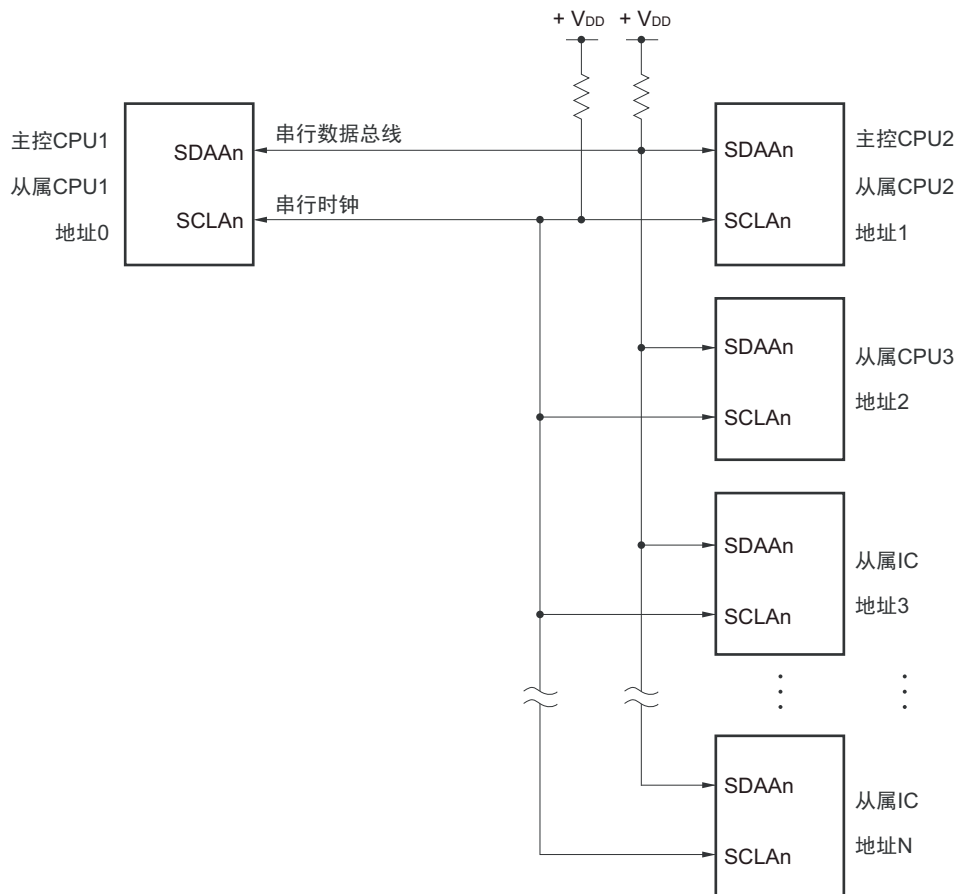 + VDD
+ VDD
主控CPU1
从属CPU1
地址0
SDAAn
SCLAn
串行数据总线
串行时钟
SDAAn
SCLAn
主控CPU2
从属CPU2
地址1
SDAAn
SCLAn
从属CPU3
地址2
SDAAn
SCLAn
从属IC
地址3
SDAAn
SCLAn
从属IC
地址N